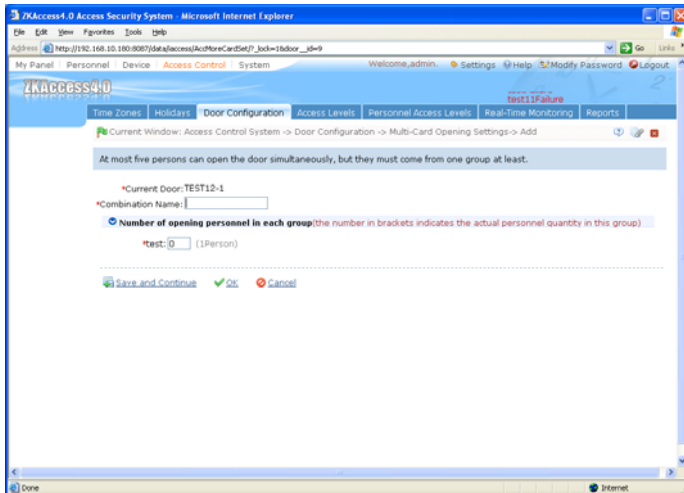 ZKAccess4.0 Access Security System - Microsoft Internet Explorer
File Edit View Favorites Tools Help
Address http://192.168.10.180:8087/data/iaccess/AccMoreCardSet/?_lock=1&door__id=9 Go Links
My Panel Personnel Device Access Control System Welcome,admin. Settings Help Modify Password Logout
ZKAccess4.0
test11Failure
Time Zones Holidays Door Configuration Access Levels Personnel Access Levels Real-Time Monitoring Reports
Current Window: Access Control System -> Door Configuration -> Multi-Card Opening Settings-> Add
At most five persons can open the door simultaneously, but they must come from one group at least.
*Current Door: TEST12-1
*Combination Name:
Number of opening personnel in each group(the number in brackets indicates the actual personnel quantity in this group)
*test: 0 (1Person)
Save and Continue OK Cancel
Done Internet